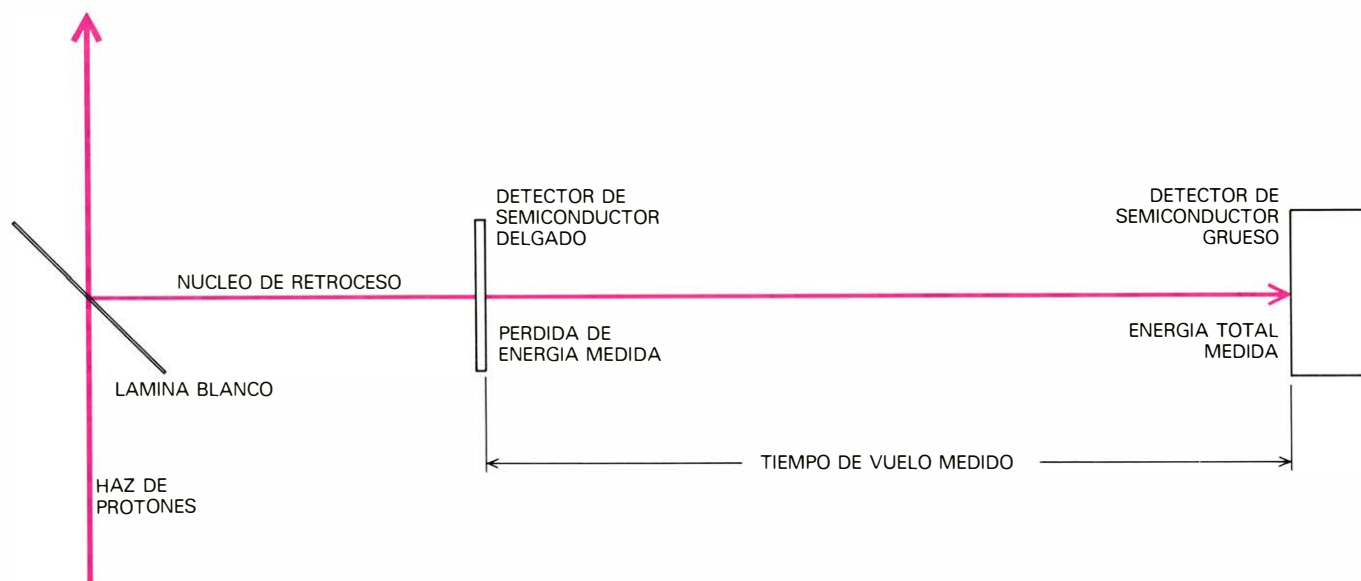 DETECTOR DE
SEMICONDUCTOR
DELGADO
DETECTOR DE
SEMICONDUCTOR
GRUESO
NUCLEO DE RETROCESO
PERDIDA DE
ENERGIA MEDIDA
ENERGIA TOTAL
MEDIDA
LAMINA BLANCO
TIEMPO DE VUELO MEDIDO
HAZ DE
PROTONES